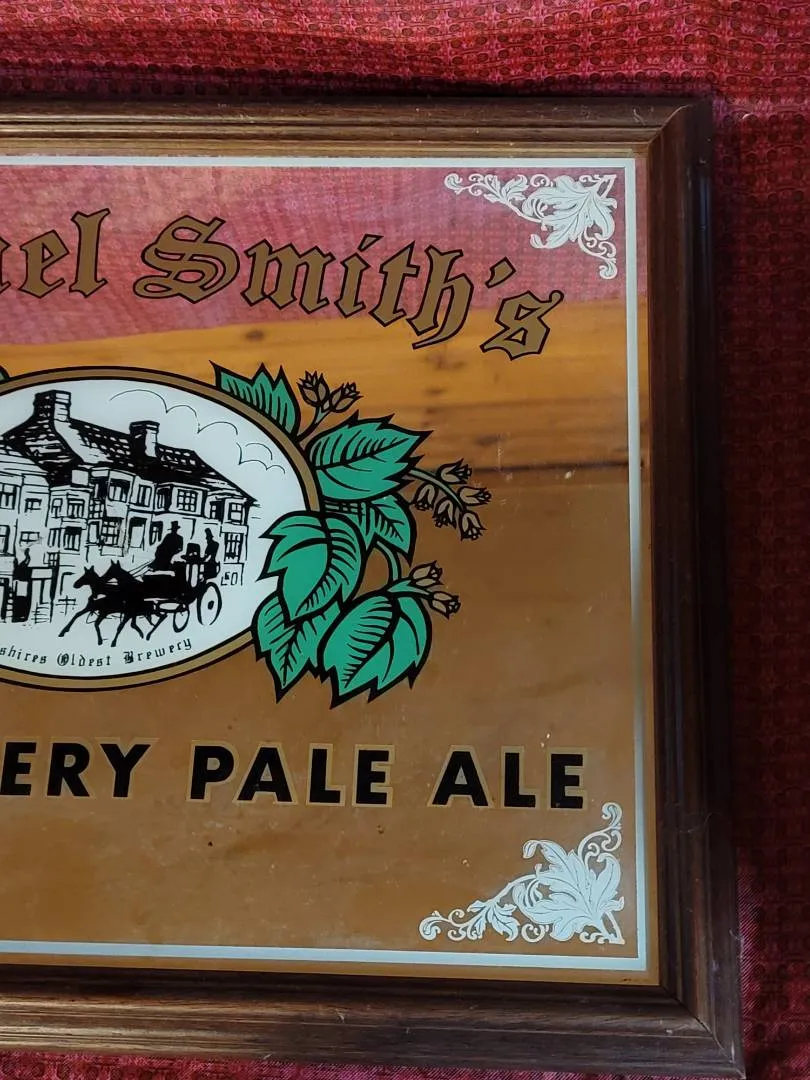 uel Smith's
shires Oldest Brewery
ERY PALE ALE